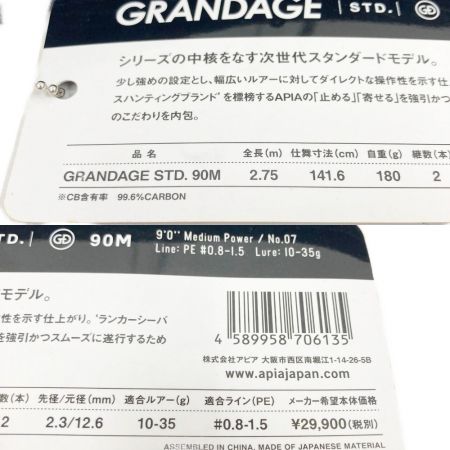 GRANDAGE | STD. |
シリーズの中核をなす次世代スタンダードモデル。
少し強めの設定とし、幅広いルアーに対してダイレクトな操作性を示す仕
スハンティングブランド”を標榜するAPIAの「止める」「寄せる」を強引かつ
のこだわりを内包。
品 名 全長(m) 仕舞寸法(cm) 自重(g) 継数(本)
GRANDAGE STD. 90M 2.75 141.6 180 2
※CB含有率 99.6%CARBON
STD. | GD 90M 9'0'' Medium Power / No.07
Line: PE #0.8-1.5 Lure: 10-35g
モデル。
性を示す仕上がり。“ランカーシーバ
を強引かつスムーズに遂行するため
4 589958 706135
株式会社アピア 大阪市西区南堀江1-14-26-5B
www.apiajapan.com
数(本) 先径/元径(mm) 適合ルアー(g) 適合ライン(PE) メーカー希望本体価格
2 2.3/12.6 10-35 #0.8-1.5 ¥29,900(税別)
ASSEMBLED IN CHINA, MADE OF JAPANESE MATERIAL